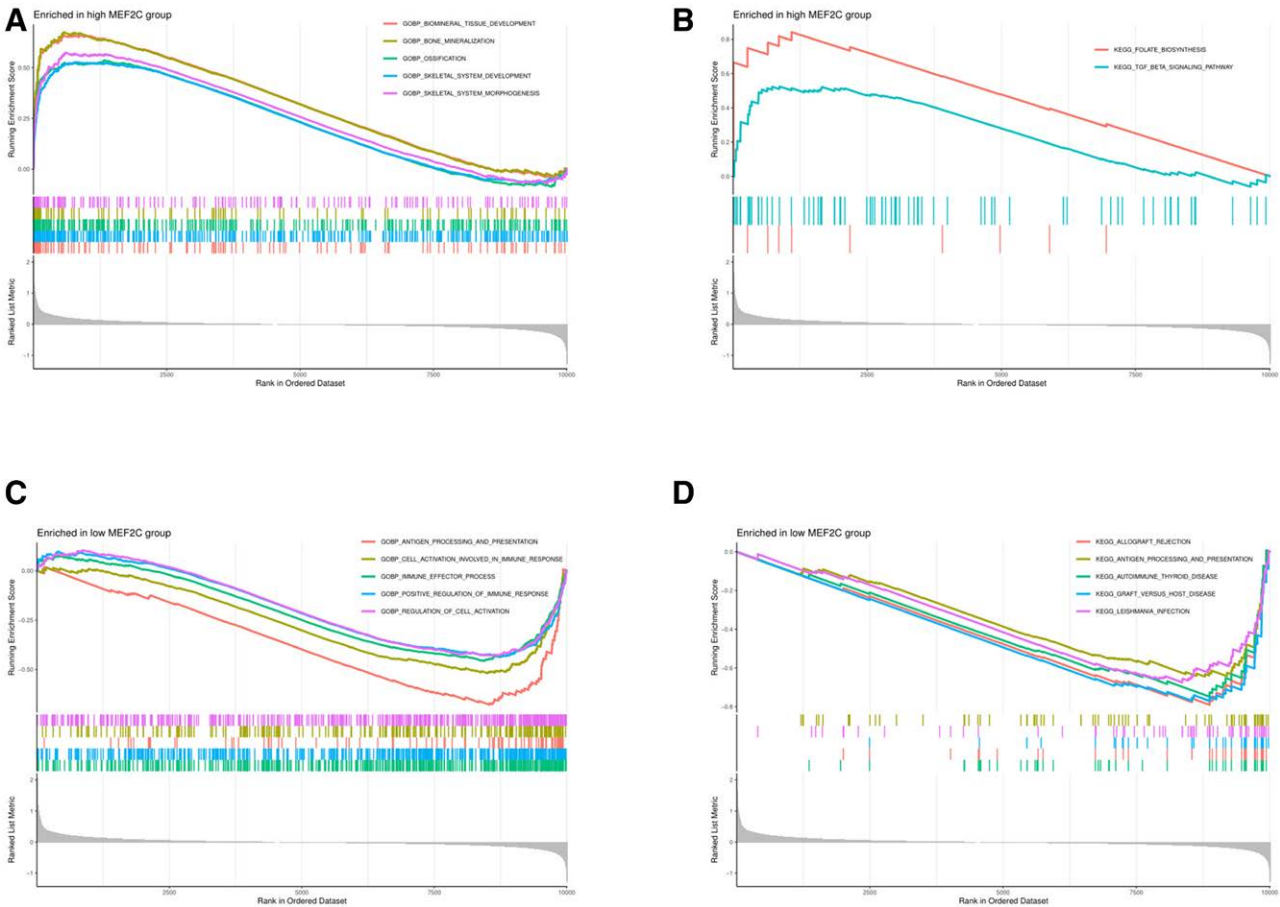 A
Enriched in high MEF2C group
GOBP_BIOMINERAL_TISSUE_DEVELOPMENT
GOBP_BONE_MINERALIZATION
GOBP_OSSIFICATION
GOBP_SKELETAL_SYSTEM_DEVELOPMENT
GOBP_SKELETAL_SYSTEM_MORPHOGENESIS
Running Enrichment Score
0.50
0.25
0.00
Ranked List Metric
2
1
0
-1
2500
5000
7500
10000
Rank in Ordered Dataset
B
Enriched in high MEF2C group
KEGG_FOLATE_BIOSYNTHESIS
KEGG_TGF_BETA_SIGNALING_PATHWAY
Running Enrichment Score
0.8
0.6
0.4
0.2
0.0
Ranked List Metric
2
1
0
-1
2500
5000
7500
10000
Rank in Ordered Dataset
C
Enriched in low MEF2C group
GOBP_ANTIGEN_PROCESSING_AND_PRESENTATION
GOBP_CELL_ACTIVATION_INVOLVED_IN_IMMUNE_RESPONSE
GOBP_IMMUNE_EFFECTOR_PROCESS
GOBP_POSITIVE_REGULATION_OF_IMMUNE_RESPONSE
GOBP_REGULATION_OF_CELL_ACTIVATION
Running Enrichment Score
0.00
-0.25
-0.50
Ranked List Metric
2
1
0
-1
2500
5000
7500
10000
Rank in Ordered Dataset
D
Enriched in low MEF2C group
KEGG_ALLOGRAFT_REJECTION
KEGG_ANTIGEN_PROCESSING_AND_PRESENTATION
KEGG_AUTOIMMUNE_THYROID_DISEASE
KEGG_GRAFT_VERSUS_HOST_DISEASE
KEGG_LEISHMANIA_INFECTION
Running Enrichment Score
0.0
-0.2
-0.4
-0.6
-0.8
Ranked List Metric
2
1
0
-1
2500
5000
7500
10000
Rank in Ordered Dataset